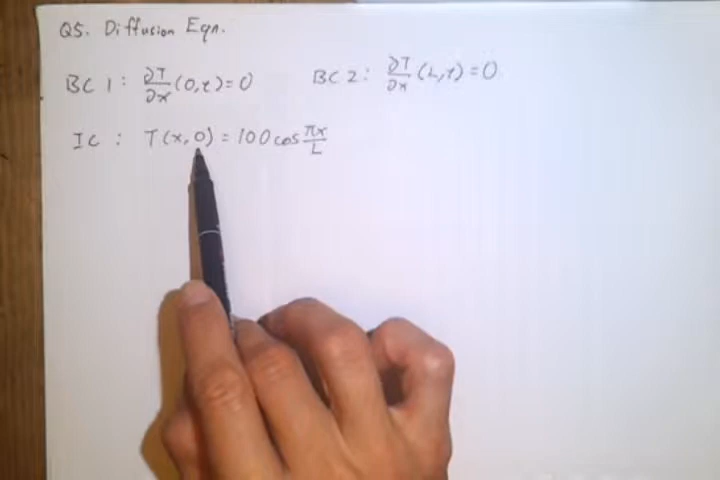 Q5. Diffusion Eqn.
BC 1 : ∂T/∂x (0,t) = 0 BC 2 : ∂T/∂x (L,t) = 0
IC : T(x,0) = 100 cos πx/L